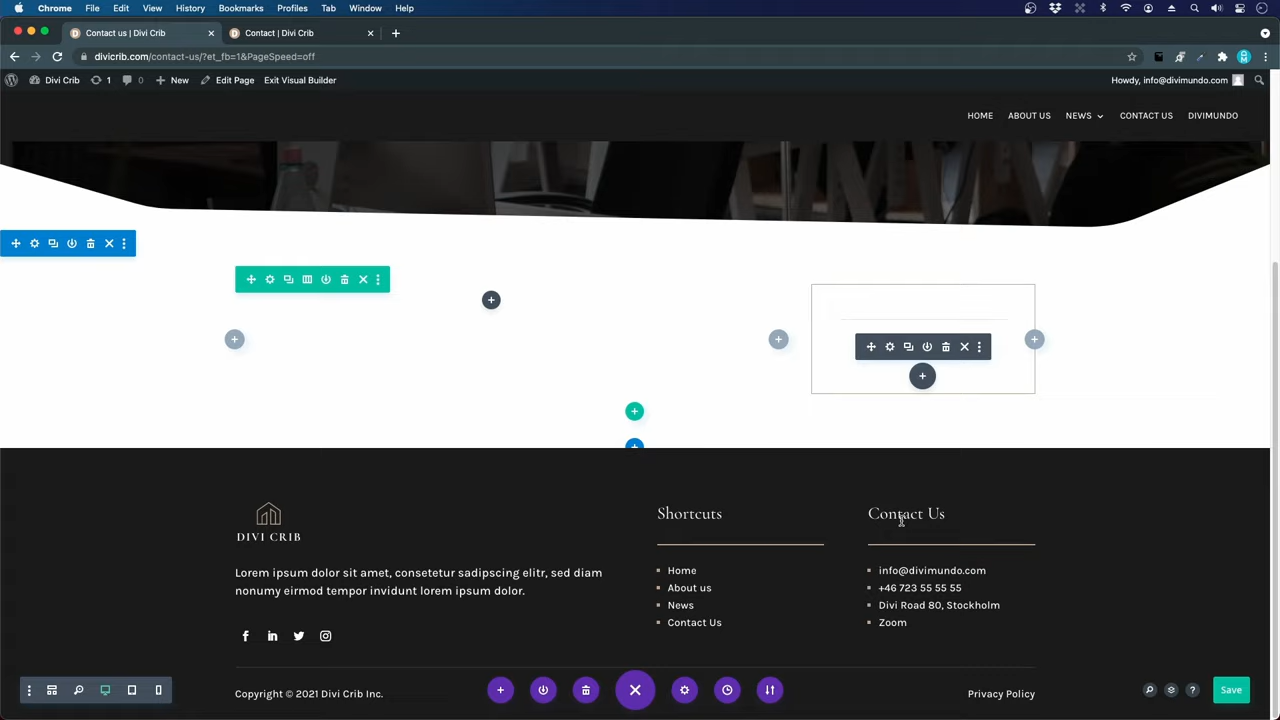 Chrome File Edit View History Bookmarks Profiles Tab Window Help
Contact us | Divi Crib
Contact | Divi Crib
divicrib.com/contact-us/?et_fb=1&PageSpeed=off
Divi Crib 1 0 New Edit Page Exit Visual Builder Howdy, info@divimundo.com
HOME ABOUT US NEWS CONTACT US DIVIMUNDO
DIVI CRIB
Lorem ipsum dolor sit amet, consetetur sadipscing elitr, sed diam
nonumy eirmod tempor invidunt lorem ipsum dolor.
Shortcuts
Home
About us
News
Contact Us
Contact Us
info@divimundo.com
+46 723 55 55 55
Divi Road 80, Stockholm
Zoom
Copyright © 2021 Divi Crib Inc.
Privacy Policy
Save